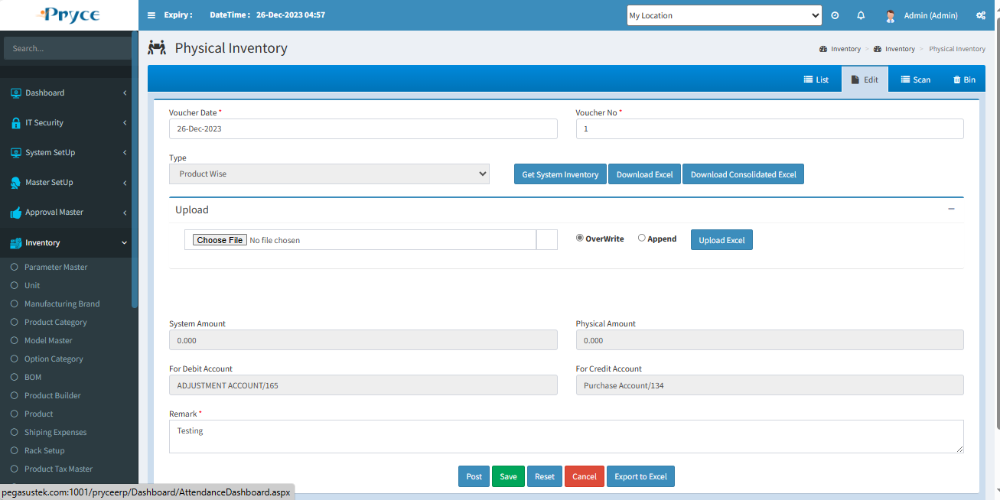 Pryce
Expiry :
DateTime : 26-Dec-2023 04:57
My Location
Admin (Admin)
Search...
Dashboard
IT Security
System SetUp
Master SetUp
Approval Master
Inventory
Parameter Master
Unit
Manufacturing Brand
Product Category
Model Master
Option Category
BOM
Product Builder
Product
Shiping Expenses
Rack Setup
Product Tax Master
Physical Inventory
Inventory > Inventory > Physical Inventory
List
Edit
Scan
Bin
Voucher Date *
26-Dec-2023
Voucher No *
1
Type
Product Wise
Get System Inventory
Download Excel
Download Consolidated Excel
Upload
Choose File No file chosen
OverWrite
Append
Upload Excel
System Amount
0.000
Physical Amount
0.000
For Debit Account
ADJUSTMENT ACCOUNT/165
For Credit Account
Purchase Account/134
Remark *
Testing
Post
Save
Reset
Cancel
Export to Excel
pegasustek.com:1001/pryceerp/Dashboard/AttendanceDashboard.aspx